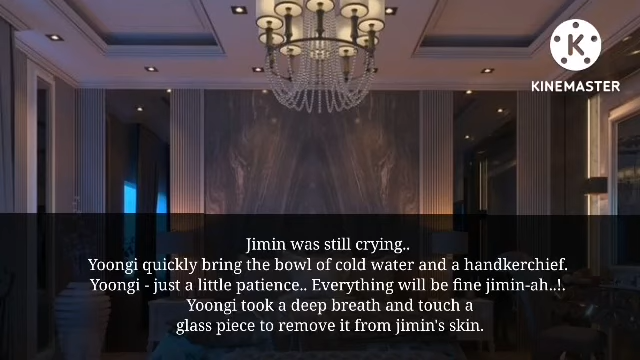 KINEMASTER
Jimin was still crying..
Yoongi quickly bring the bowl of cold water and a handkerchief.
Yoongi - just a little patience.. Everything will be fine jimin-ah..!.
Yoongi took a deep breath and touch a
glass piece to remove it from jimin's skin.